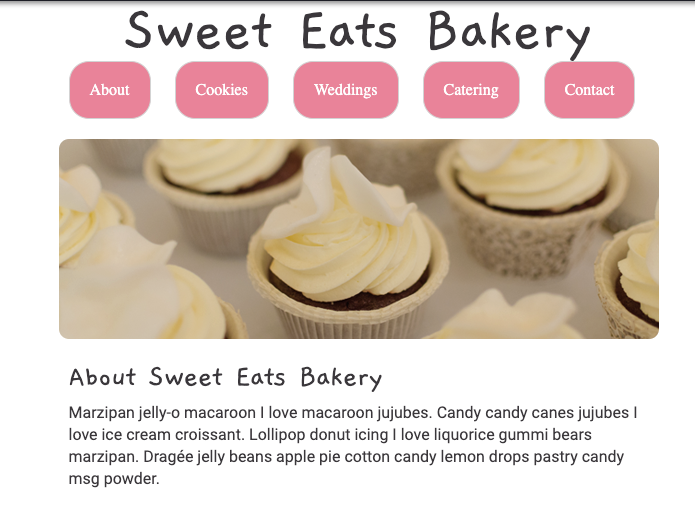 Sweet Eats Bakery
About Cookies Weddings Catering Contact
About Sweet Eats Bakery
Marzipan jelly-o macaroon I love macaroon jujubes. Candy candy canes jujubes I
love ice cream croissant. Lollipop donut icing I love liquorice gummi bears
marzipan. Dragée jelly beans apple pie cotton candy lemon drops pastry candy
msg powder.